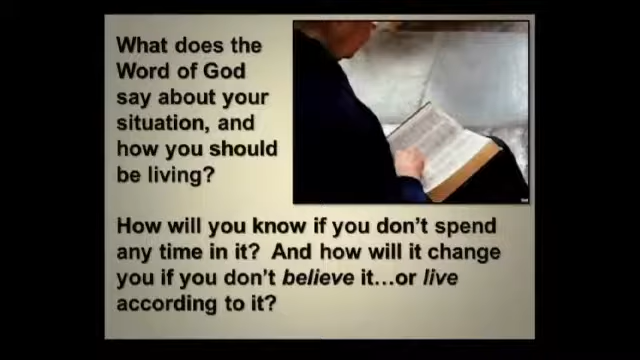 What does the
Word of God
say about your
situation, and
how you should
be living?
How will you know if you don't spend
any time in it?  And how will it change
you if you don't believe it...or live
according to it?